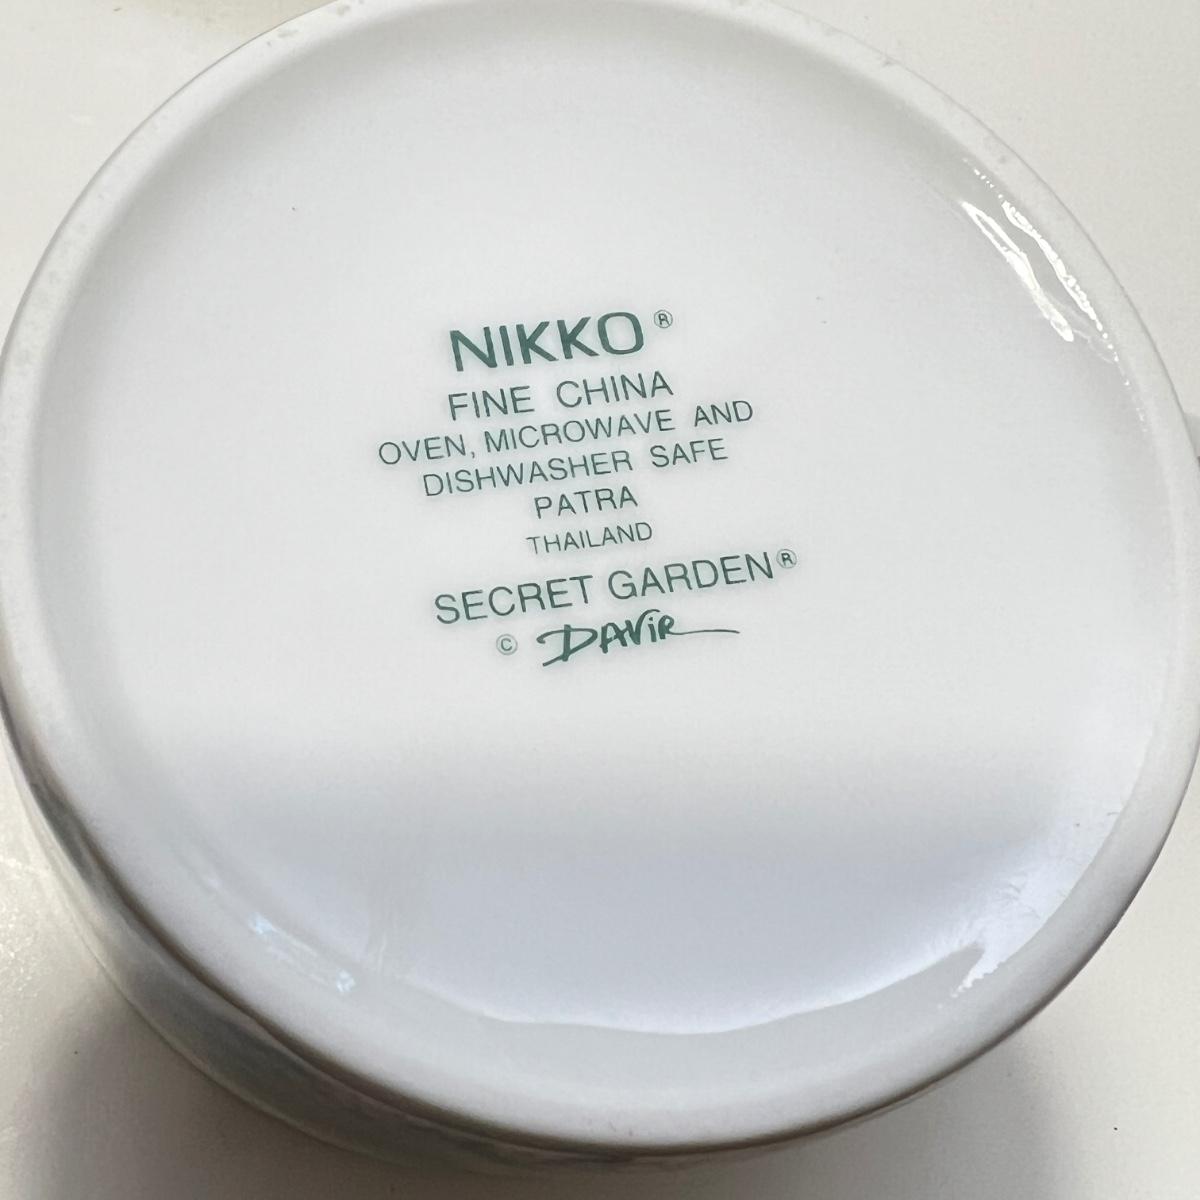 NIKKO®
FINE CHINA
OVEN, MICROWAVE AND
DISHWASHER SAFE
PATRA
THAILAND
SECRET GARDEN®
© DAViR